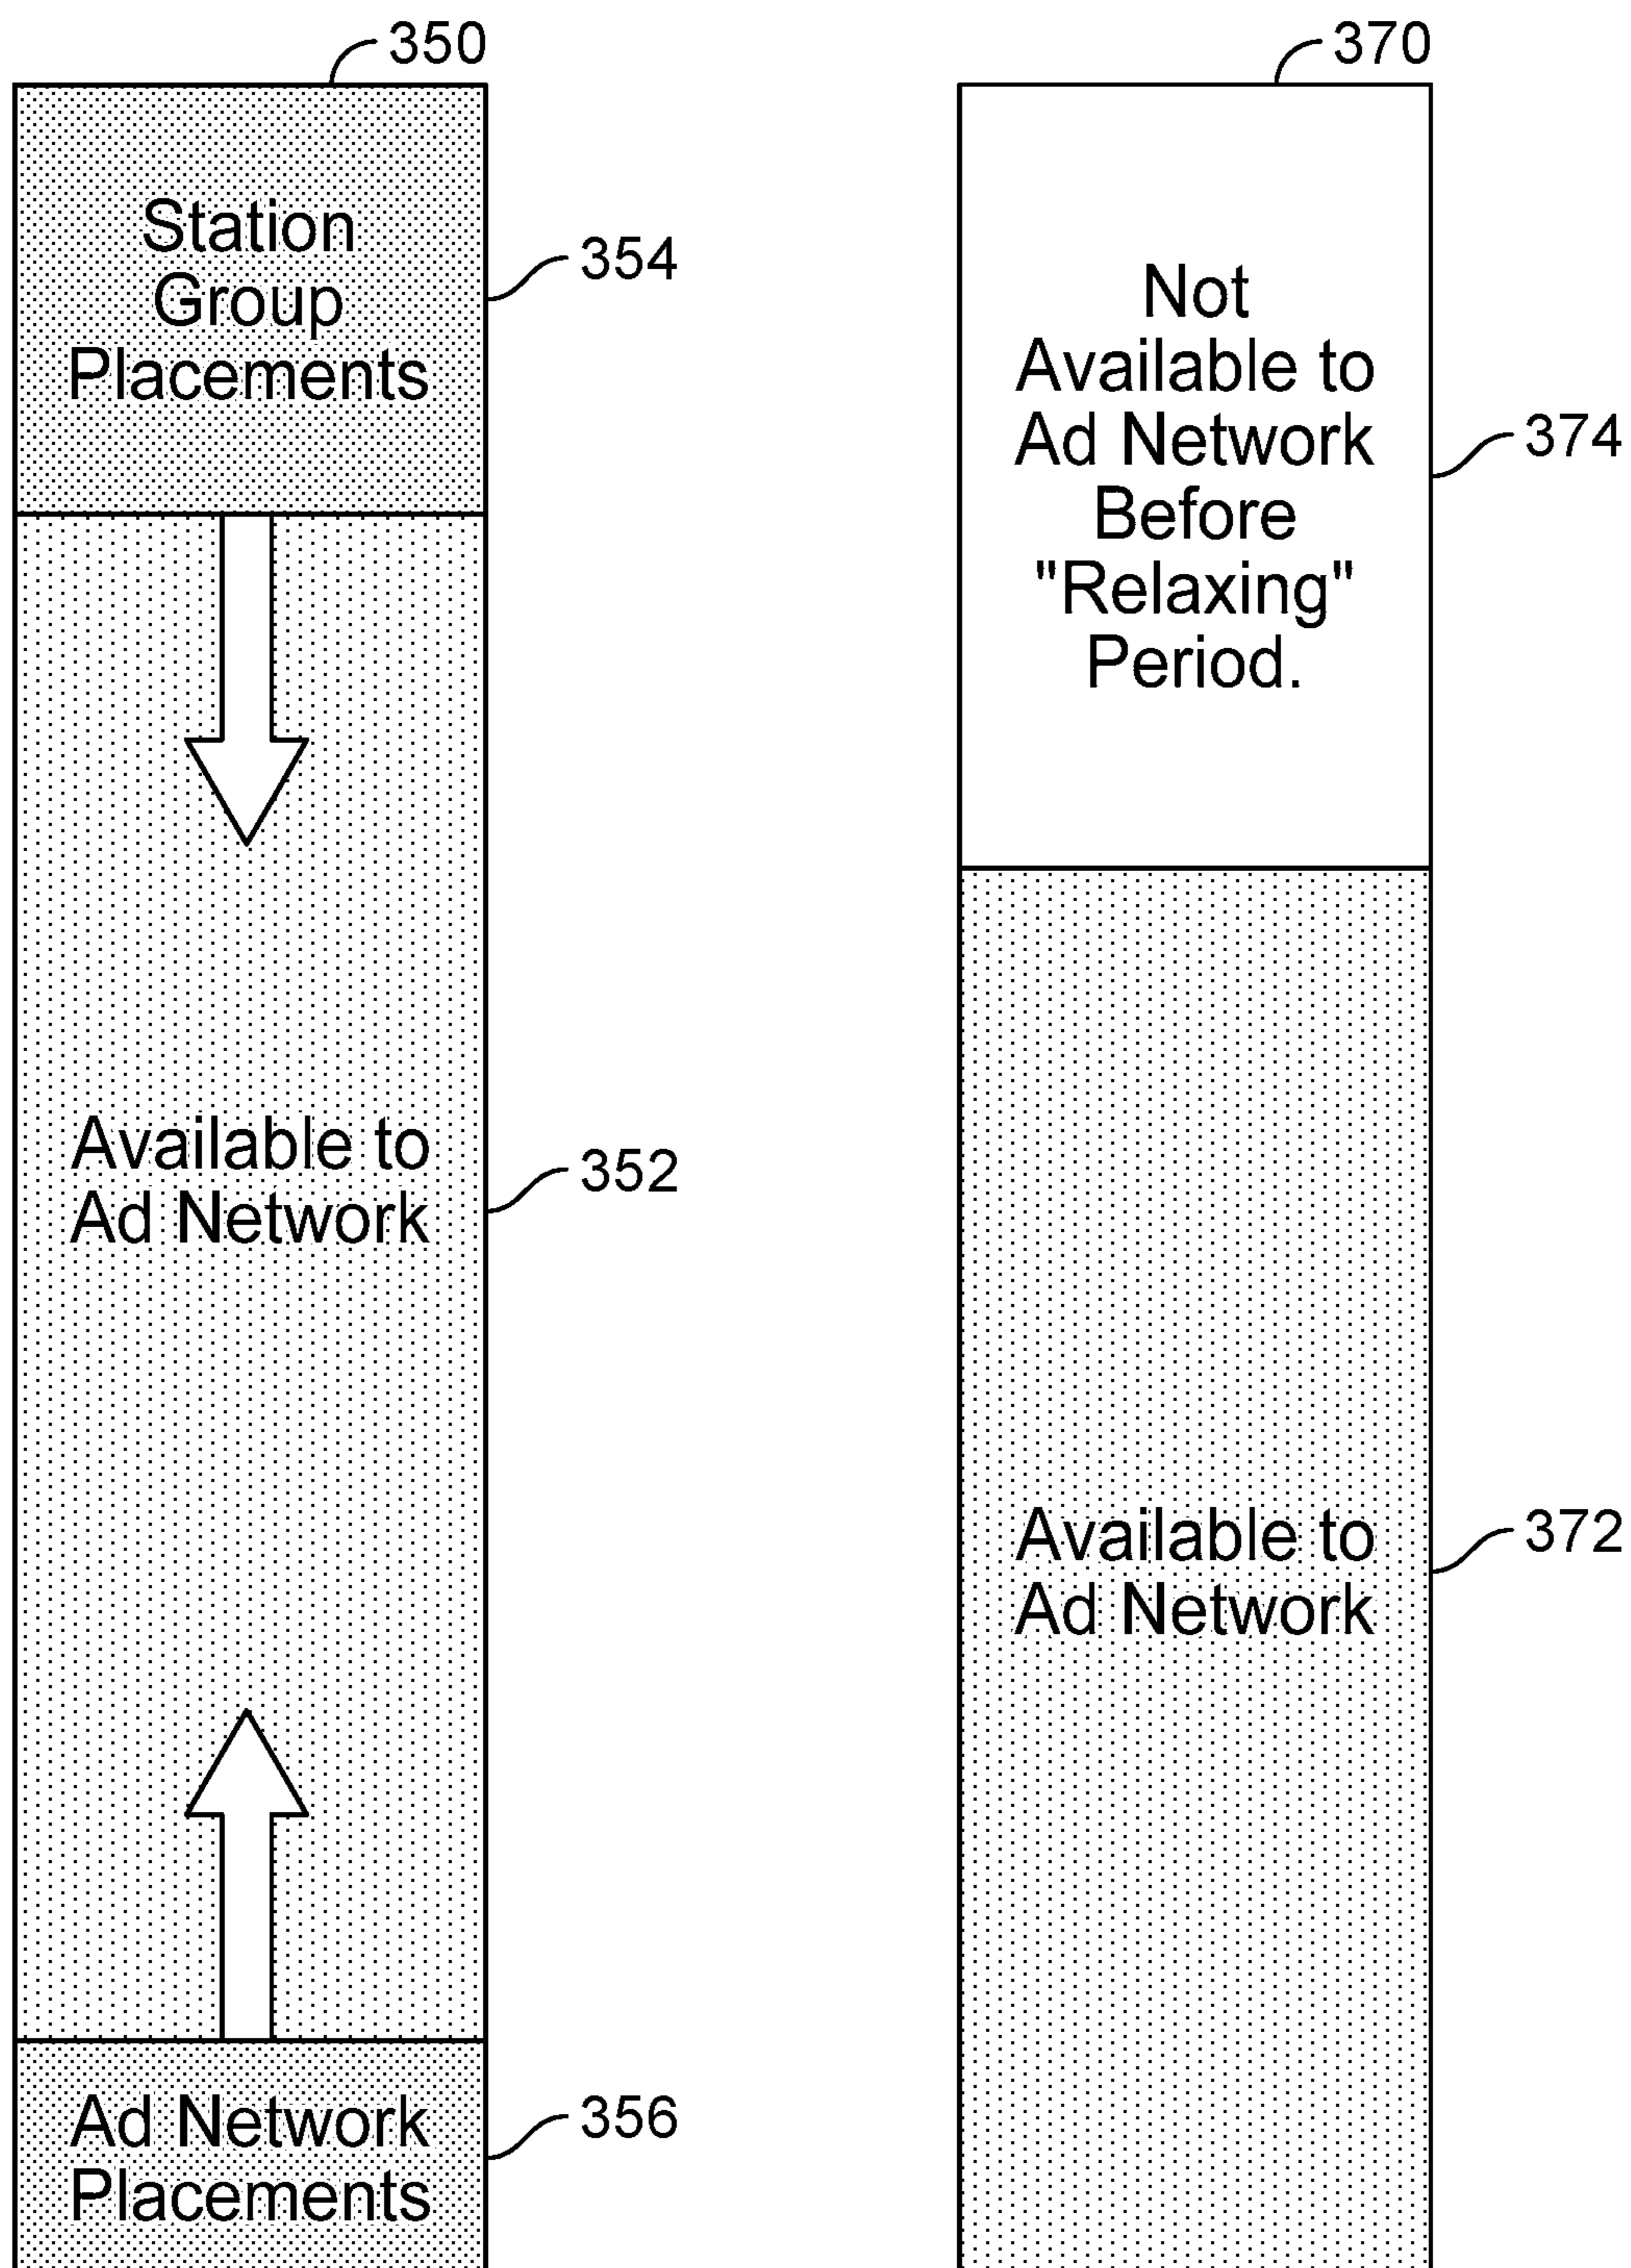 350
Station
Group
Placements
354
Available to
Ad Network
352
Ad Network
Placements
356
370
Not
Available to
Ad Network
Before
"Relaxing"
Period.
374
Available to
Ad Network
372